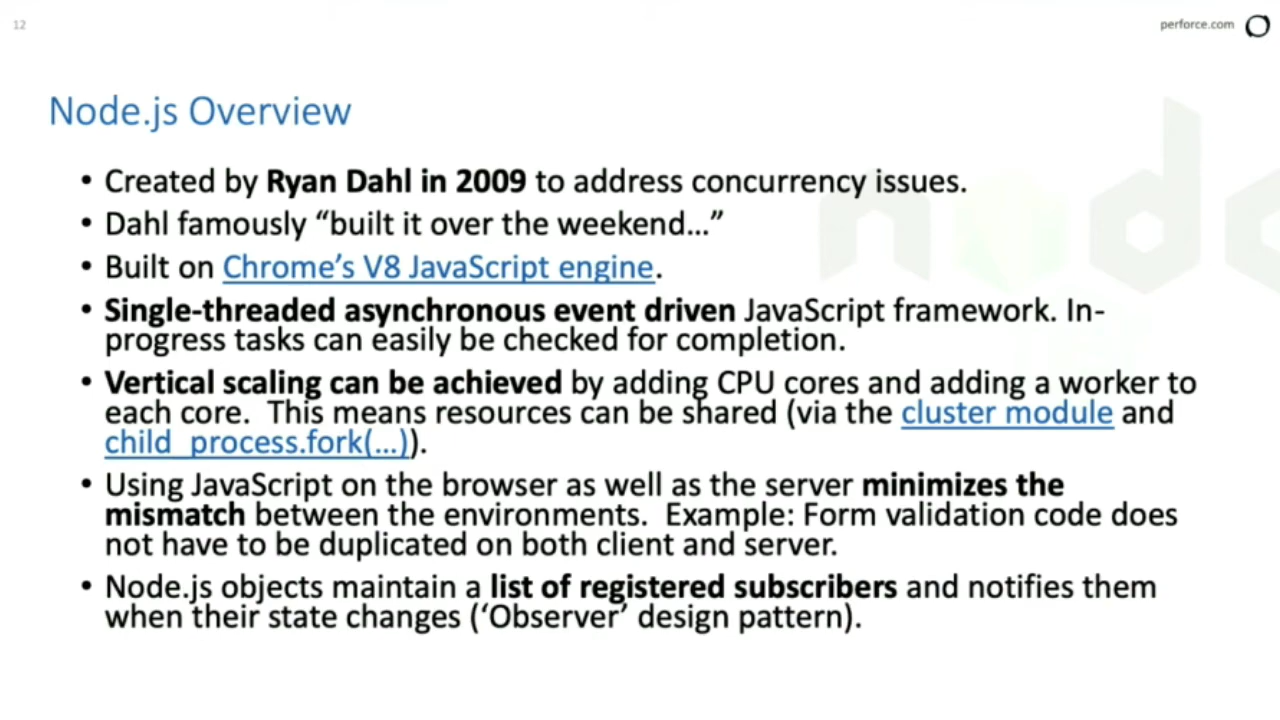 12
perforce.com
Node.js Overview
• Created by Ryan Dahl in 2009 to address concurrency issues.
• Dahl famously “built it over the weekend…”
• Built on Chrome’s V8 JavaScript engine.
• Single-threaded asynchronous event driven JavaScript framework. In-
progress tasks can easily be checked for completion.
• Vertical scaling can be achieved by adding CPU cores and adding a worker to
each core.  This means resources can be shared (via the cluster module and
child_process.fork(…)).
• Using JavaScript on the browser as well as the server minimizes the
mismatch between the environments.  Example: Form validation code does
not have to be duplicated on both client and server.
• Node.js objects maintain a list of registered subscribers and notifies them
when their state changes (‘Observer’ design pattern).